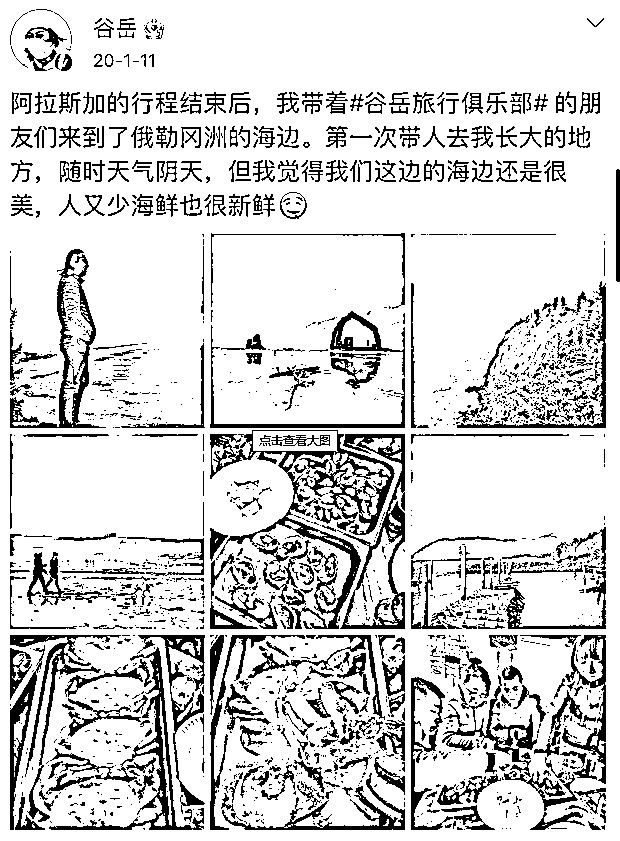 谷岳
20-1-11
阿拉斯加的行程结束后，我带着#谷岳旅行俱乐部# 的朋
友们来到了俄勒冈洲的海边。第一次带人去我长大的地
方，随时天气阴天，但我觉得我们这边的海边还是很
美，人又少海鲜也很新鲜
点击查看大图